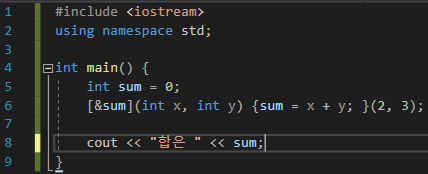 1 #include <iostream>
2 using namespace std;
3
4 int main() {
5 int sum = 0;
6 [&sum](int x, int y) {sum = x + y; }(2, 3);
7
8 cout << "합은 " << sum;
9 }